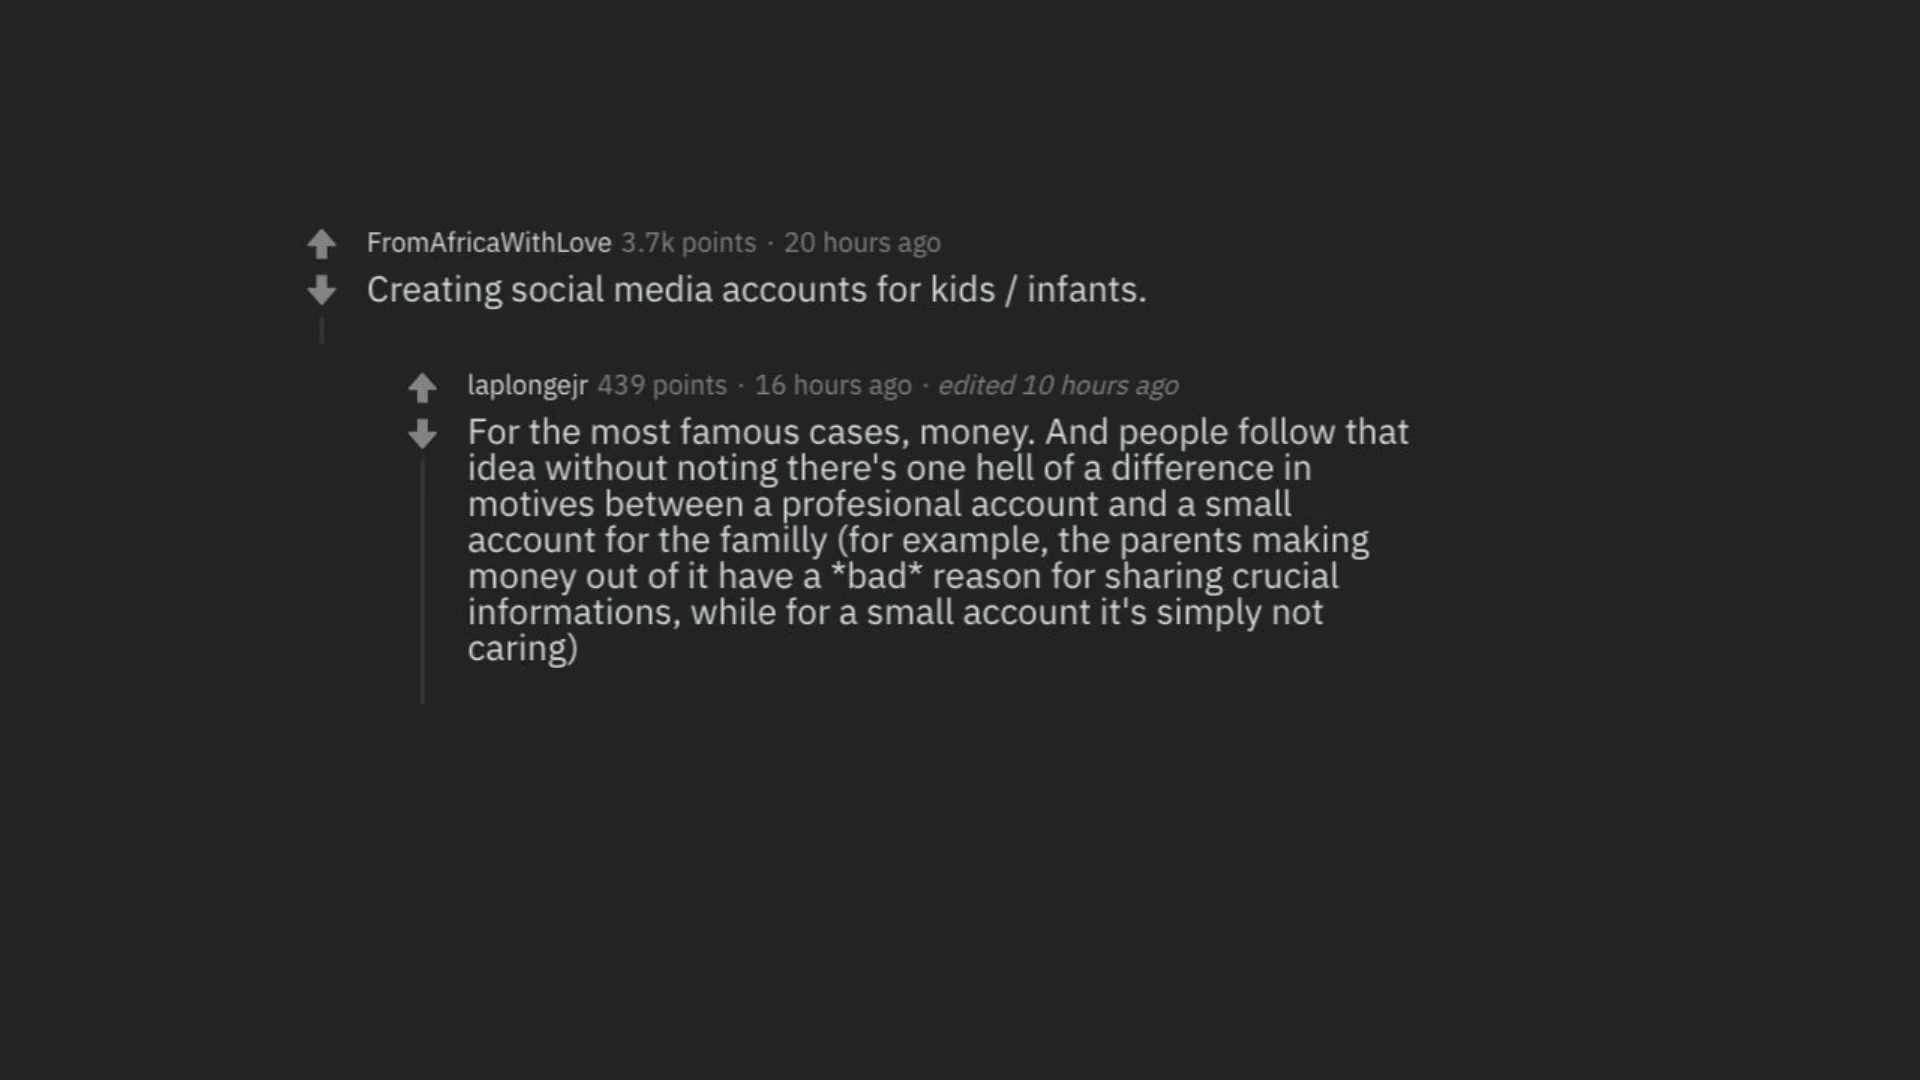 FromAfricaWithLove 3.7k points · 20 hours ago
Creating social media accounts for kids / infants.
laplongejr 439 points · 16 hours ago · edited 10 hours ago
For the most famous cases, money. And people follow that
idea without noting there's one hell of a difference in
motives between a profesional account and a small
account for the familly (for example, the parents making
money out of it have a *bad* reason for sharing crucial
informations, while for a small account it's simply not
caring)